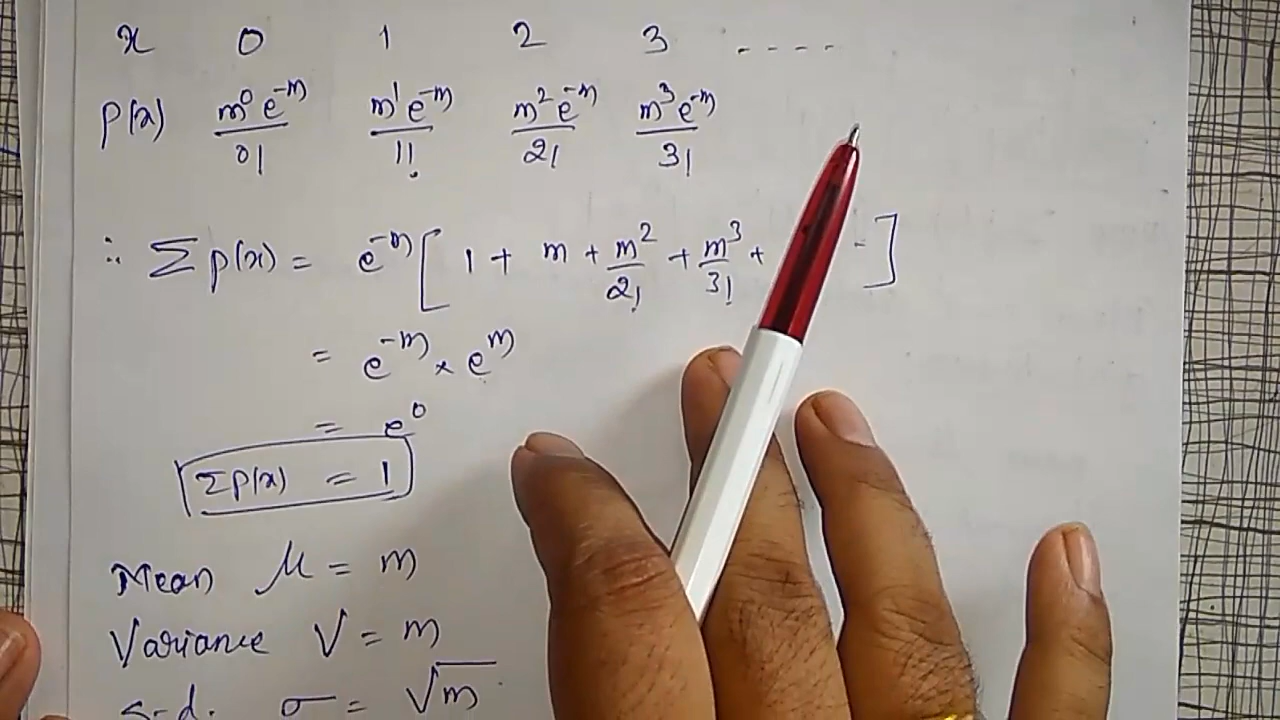 x 0 1 2 3 ----
p(x) m⁰e⁻ᵐ/0! m¹e⁻ᵐ/1! m²e⁻ᵐ/2! m³e⁻ᵐ/3!
∴ Σ p(x) = e⁻ᵐ [ 1 + m + m²/2! + m³/3! + - ]
= e⁻ᵐ × eᵐ
= e⁰
Σp(x) = 1
Mean μ = m
Variance V = m
s.d. σ = √m